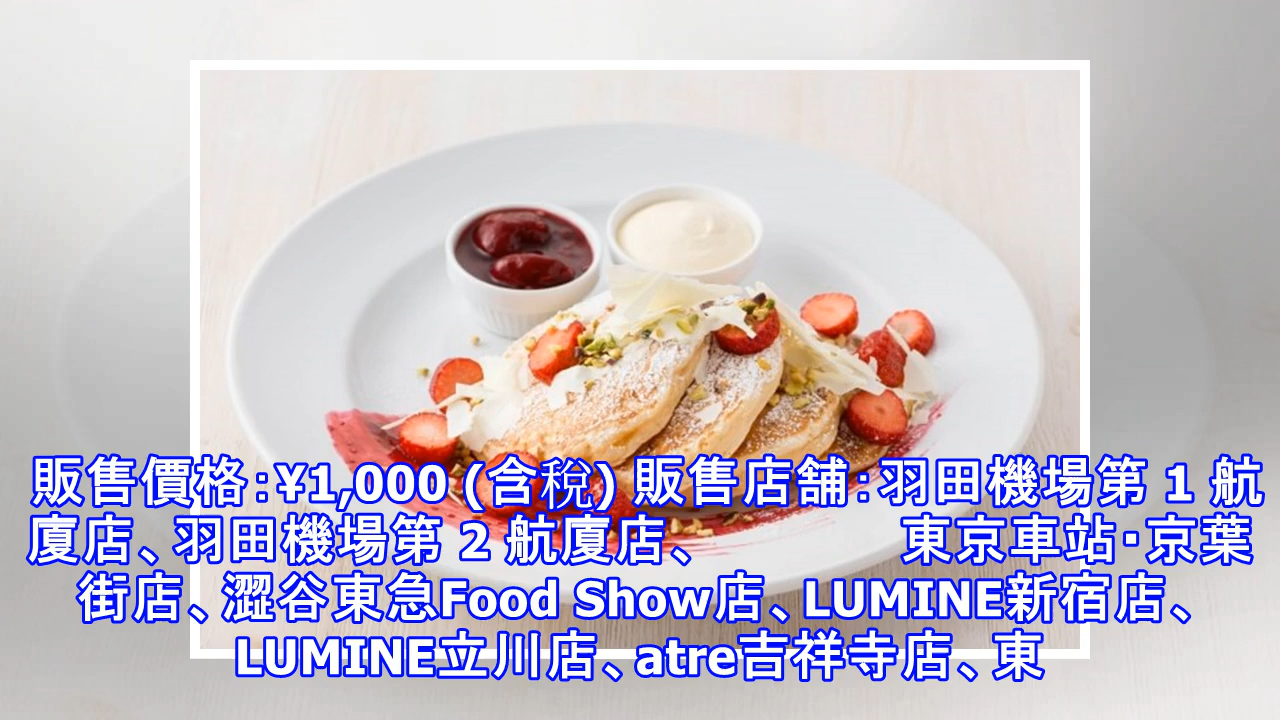 販售價格：¥1,000 (含稅) 販售店舖：羽田機場第 1 航
廈店、羽田機場第 2 航廈店、　　　　東京車站･京葉
街店、澀谷東急Food Show店、LUMINE新宿店、
LUMINE立川店、atre吉祥寺店、東